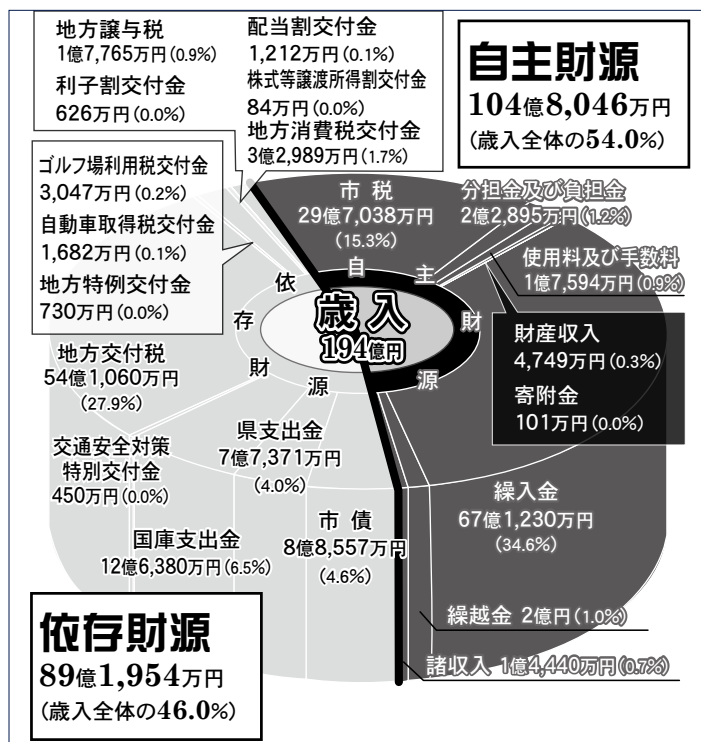 地方譲与税
1億7,765万円(0.9%)
利子割交付金
626万円(0.0%)
配当割交付金
1,212万円(0.1%)
株式等譲渡所得割交付金
84万円(0.0%)
地方消費税交付金
3億2,989万円(1.7%)
自主財源
104億8,046万円
(歳入全体の54.0%)
ゴルフ場利用税交付金
3,047万円(0.2%)
自動車取得税交付金
1,682万円(0.1%)
地方特例交付金
730万円(0.0%)
市 税
29億7,038万円
(15.3%)
分担金及び負担金
2億2,895万円(1.2%)
使用料及び手数料
1億7,594万円(0.9%)
財産収入
4,749万円(0.3%)
寄附金
101万円(0.0%)
自主財源
依存財源
歳入
194億円
地方交付税
54億1,060万円
(27.9%)
交通安全対策
特別交付金
450万円(0.0%)
県支出金
7億7,371万円
(4.0%)
国庫支出金
12億6,380万円(6.5%)
市 債
8億8,557万円
(4.6%)
繰入金
67億1,230万円
(34.6%)
繰越金 2億円(1.0%)
諸収入 1億4,440万円(0.7%)
依存財源
89億1,954万円
(歳入全体の46.0%)